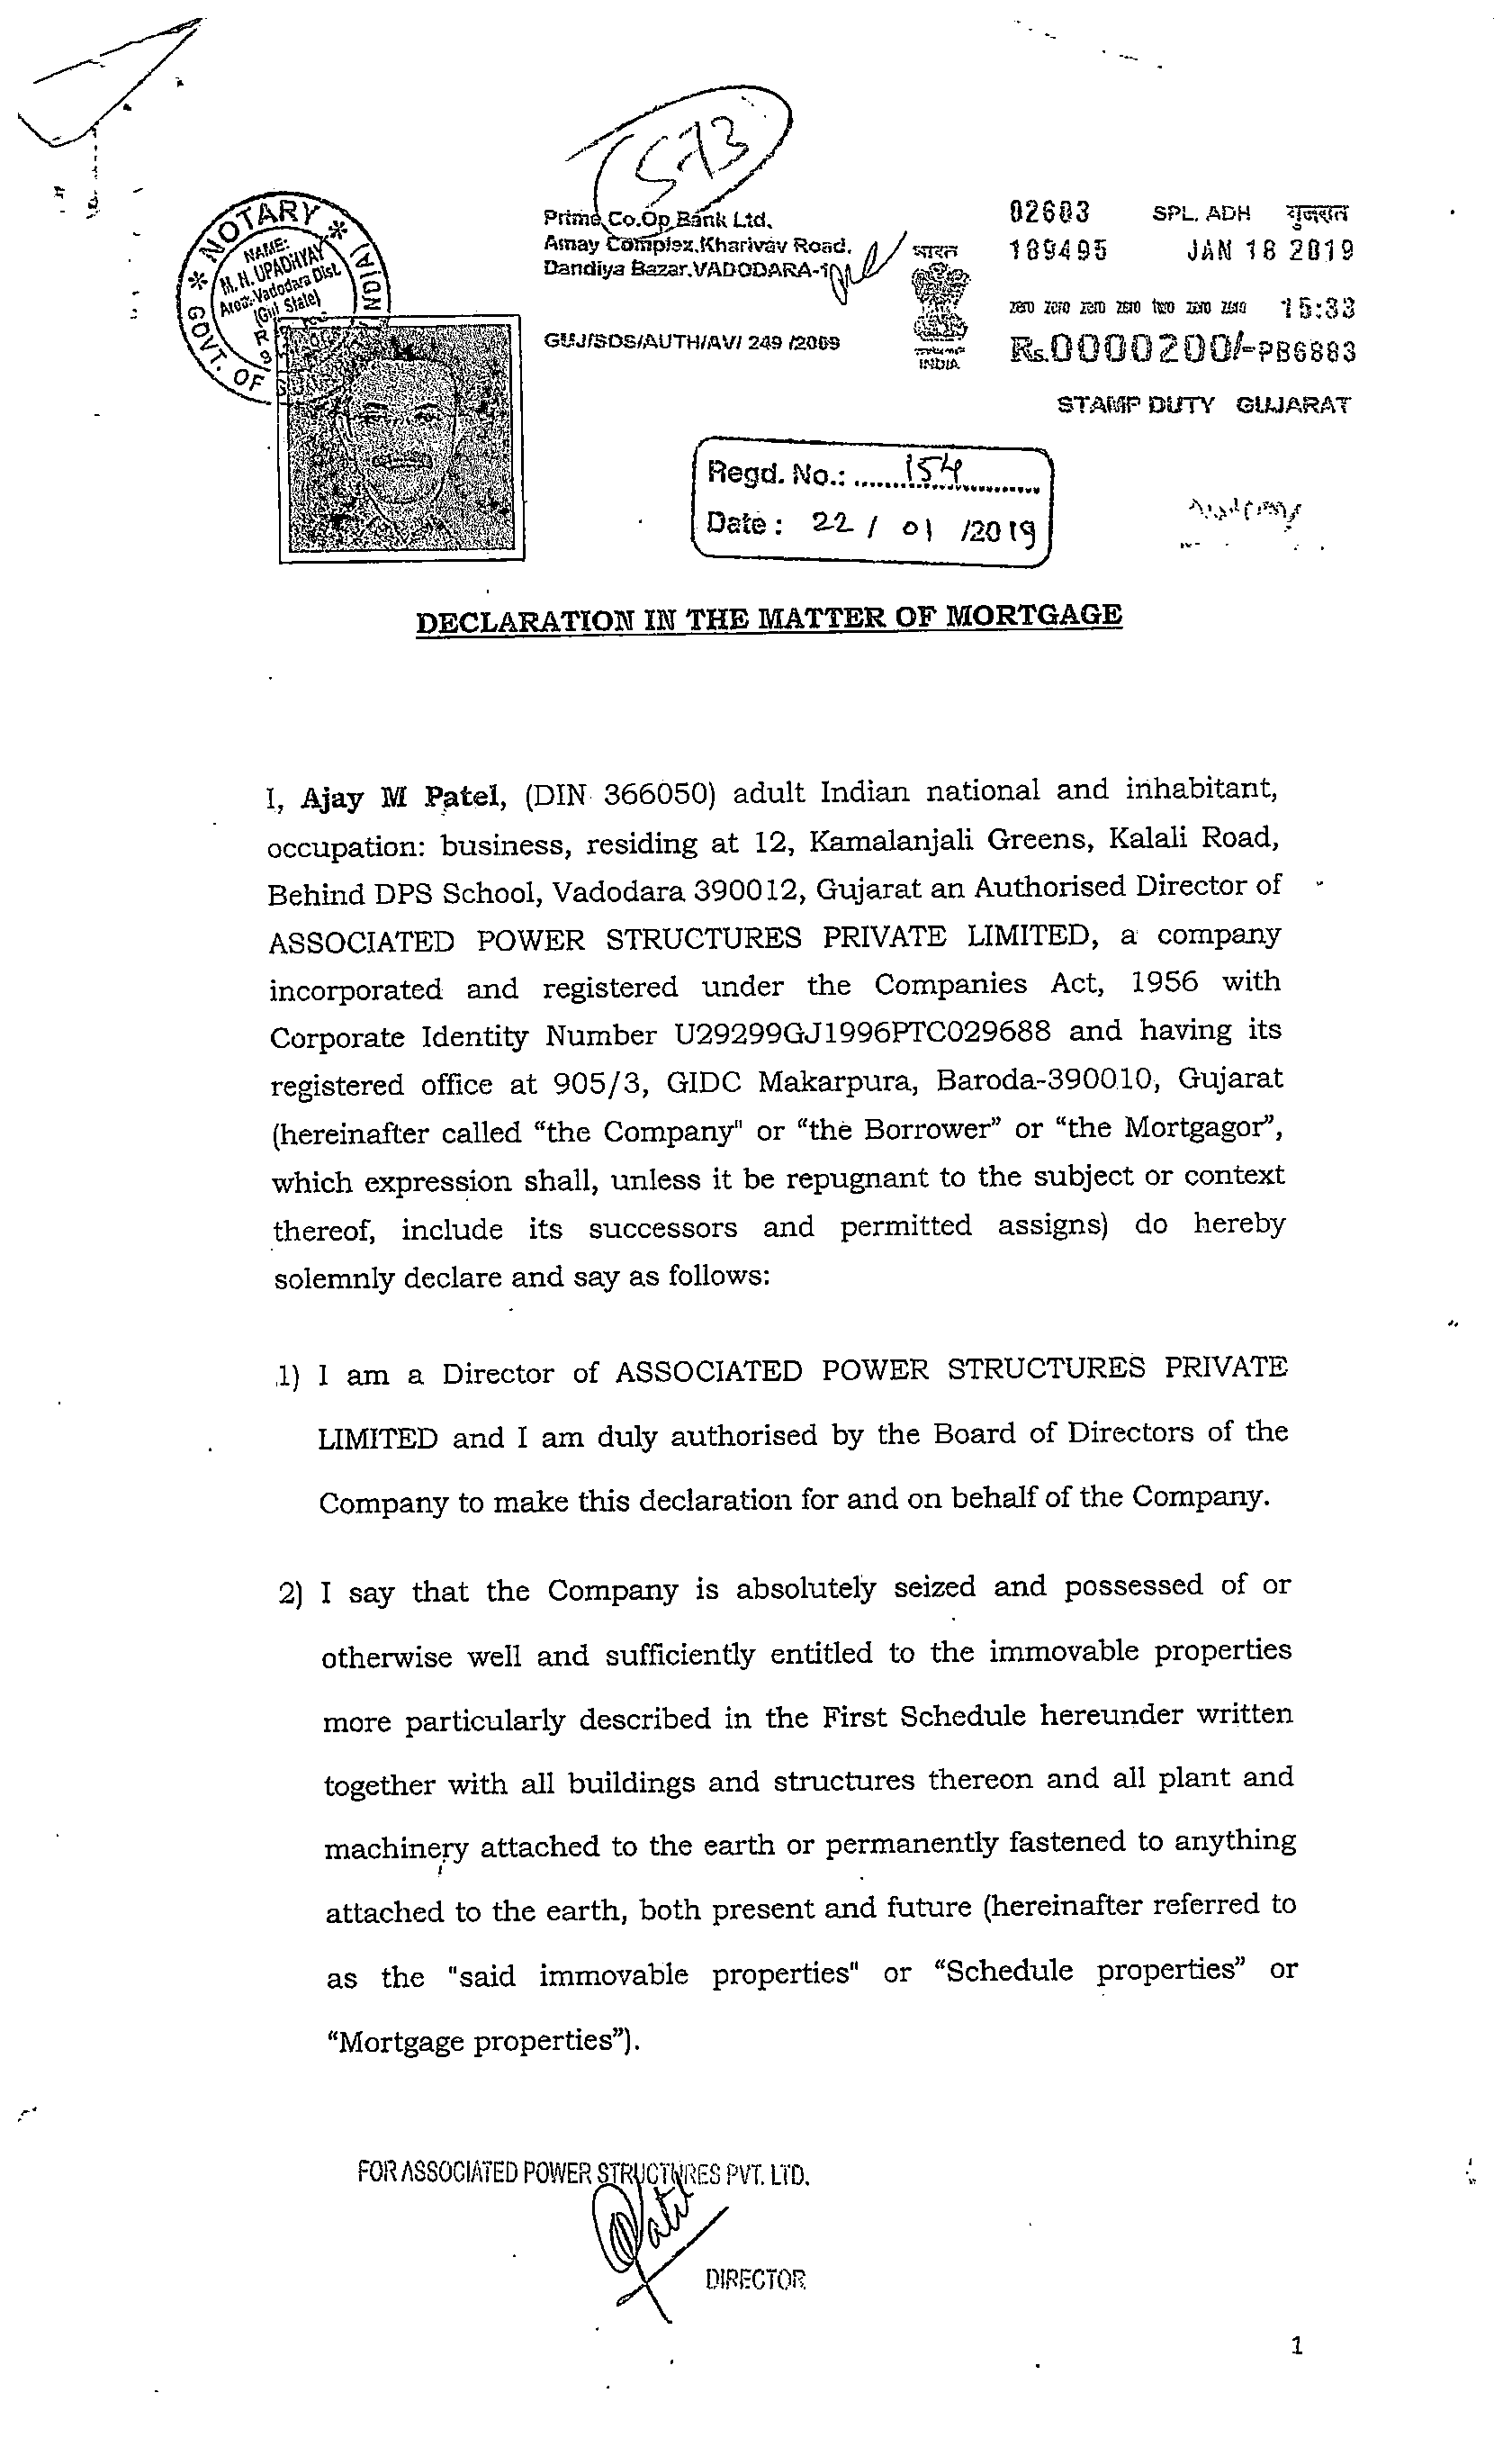 573
NOTARY
NAME:
M. H. UPADHYAY
Area:-Vadodara Dist.
(Guj State)
GOVT. OF
INDIA
Prime Co.Op Bank Ltd.
Amay Complex.Kharivav Road.
Dandiya Bazar.VADODARA-1
GUJ/SOS/AUTH/AV/ 249 /2009
भारत
INDIA
02603 SPL. ADH गुजरात
189495 JAN 18 2019
zero zero zero zero two zero zero 15:33
Rs.0000200/-PB6883
STAMP DUTY GUJARAT
Regd. No.: 154
Date : 22 / 01 /2019
DECLARATION IN THE MATTER OF MORTGAGE
I, Ajay M Patel, (DIN 366050) adult Indian national and inhabitant,
occupation: business, residing at 12, Kamalanjali Greens, Kalali Road,
Behind DPS School, Vadodara 390012, Gujarat an Authorised Director of
ASSOCIATED POWER STRUCTURES PRIVATE LIMITED, a company
incorporated and registered under the Companies Act, 1956 with
Corporate Identity Number U29299GJ1996PTC029688 and having its
registered office at 905/3, GIDC Makarpura, Baroda-390010, Gujarat
(hereinafter called “the Company" or “the Borrower” or “the Mortgagor”,
which expression shall, unless it be repugnant to the subject or context
thereof, include its successors and permitted assigns) do hereby
solemnly declare and say as follows:
1) I am a Director of ASSOCIATED POWER STRUCTURES PRIVATE
LIMITED and I am duly authorised by the Board of Directors of the
Company to make this declaration for and on behalf of the Company.
2) I say that the Company is absolutely seized and possessed of or
otherwise well and sufficiently entitled to the immovable properties
more particularly described in the First Schedule hereunder written
together with all buildings and structures thereon and all plant and
machinery attached to the earth or permanently fastened to anything
attached to the earth, both present and future (hereinafter referred to
as the "said immovable properties" or “Schedule properties” or
“Mortgage properties”).
FOR ASSOCIATED POWER STRUCTURES PVT. LTD.
DIRECTOR
1